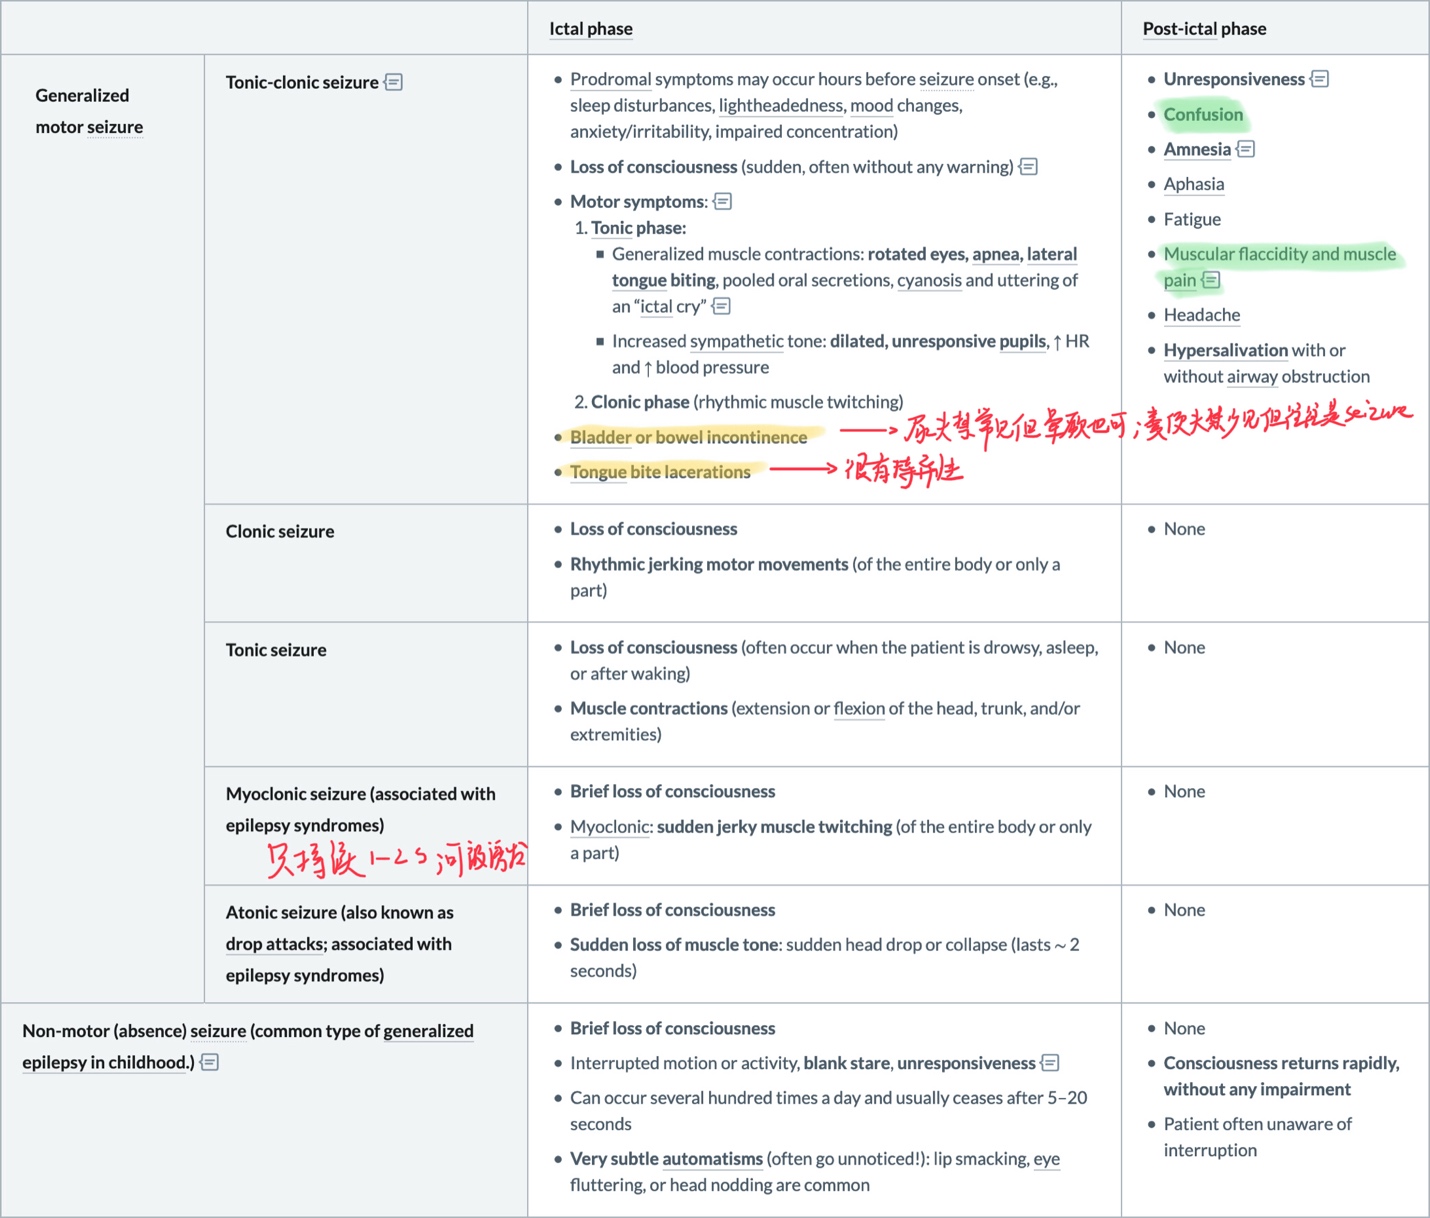 Ictal phase
Post-ictal phase
Generalized
motor seizure
Tonic-clonic seizure
• Prodromal symptoms may occur hours before seizure onset (e.g.,
sleep disturbances, lightheadedness, mood changes,
anxiety/irritability, impaired concentration)
• Loss of consciousness (sudden, often without any warning)
• Motor symptoms:
1. Tonic phase:
▪ Generalized muscle contractions: rotated eyes, apnea, lateral
tongue biting, pooled oral secretions, cyanosis and uttering of
an “ictal cry”
▪ Increased sympathetic tone: dilated, unresponsive pupils, ↑ HR
and ↑ blood pressure
2. Clonic phase (rhythmic muscle twitching)
• Bladder or bowel incontinence
→ 尿失禁常见但晕厥也可；粪便失禁少见但往往是seizure
• Tongue bite lacerations
→ 很有特异性
• Unresponsiveness
• Confusion
• Amnesia
• Aphasia
• Fatigue
• Muscular flaccidity and muscle
pain
• Headache
• Hypersalivation with or
without airway obstruction
Clonic seizure
• Loss of consciousness
• Rhythmic jerking motor movements (of the entire body or only a
part)
• None
Tonic seizure
• Loss of consciousness (often occur when the patient is drowsy, asleep,
or after waking)
• Muscle contractions (extension or flexion of the head, trunk, and/or
extremities)
• None
Myoclonic seizure (associated with
epilepsy syndromes)
只持续1-2s；可被诱发
• Brief loss of consciousness
• Myoclonic: sudden jerky muscle twitching (of the entire body or only
a part)
• None
Atonic seizure (also known as
drop attacks; associated with
epilepsy syndromes)
• Brief loss of consciousness
• Sudden loss of muscle tone: sudden head drop or collapse (lasts ~ 2
seconds)
• None
Non-motor (absence) seizure (common type of generalized
epilepsy in childhood.)
• Brief loss of consciousness
• Interrupted motion or activity, blank stare, unresponsiveness
• Can occur several hundred times a day and usually ceases after 5–20
seconds
• Very subtle automatisms (often go unnoticed!): lip smacking, eye
fluttering, or head nodding are common
• None
• Consciousness returns rapidly,
without any impairment
• Patient often unaware of
interruption